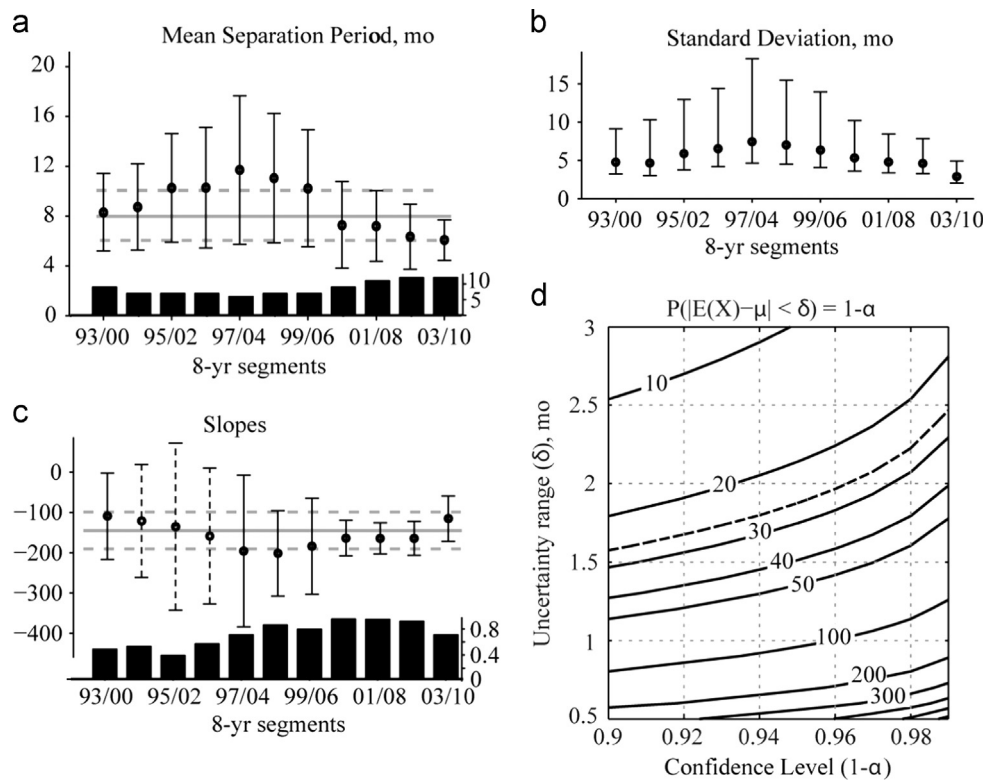 a
Mean Separation Period, mo
20
16
12
8
4
0
10
5
93/00 95/02 97/04 99/06 01/08 03/10
8-yr segments
b
Standard Deviation, mo
15
10
5
0
93/00 95/02 97/04 99/06 01/08 03/10
8-yr segments
c
Slopes
0
−100
−200
−300
−400
0.8
0.4
0
93/00 95/02 97/04 99/06 01/08 03/10
8-yr segments
d
P(|E(X)−μ| < δ) = 1-α
Uncertainty range (δ), mo
3
2.5
2
1.5
1
0.5
10
20
30
40
50
100
200
300
0.9 0.92 0.94 0.96 0.98
Confidence Level (1-α)